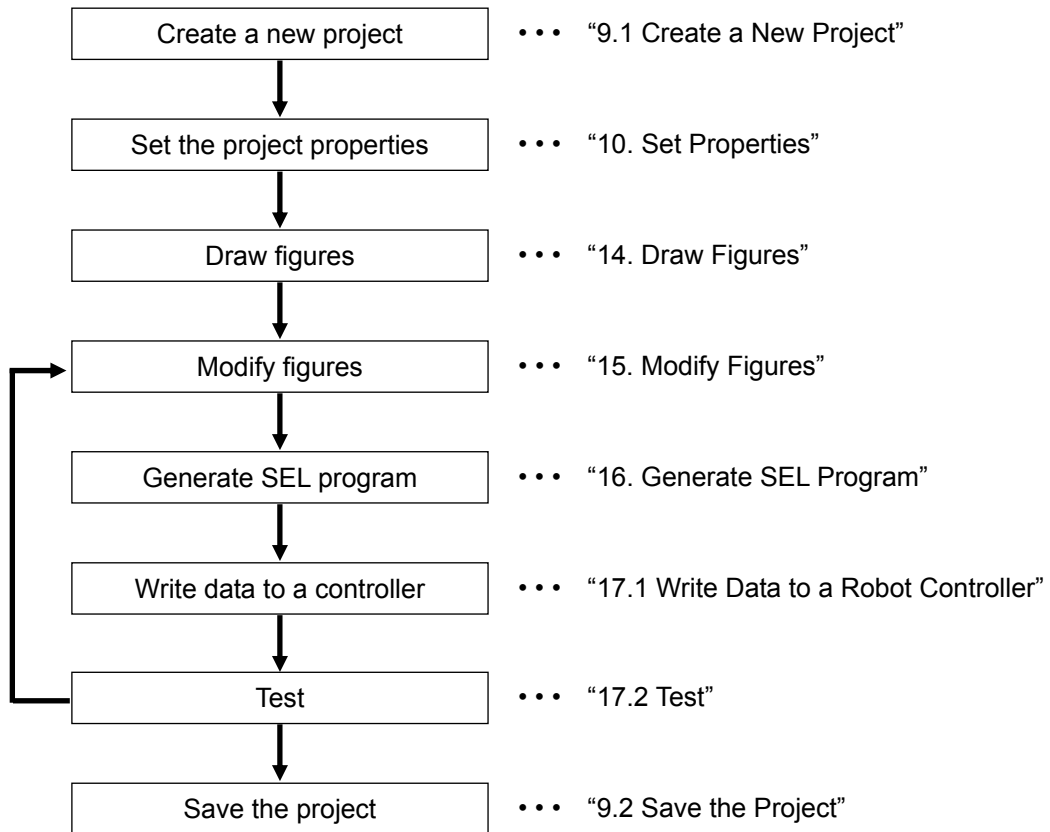 Create a new project ・・・ “9.1 Create a New Project”
Set the project properties ・・・ “10. Set Properties”
Draw figures ・・・ “14. Draw Figures”
Modify figures ・・・ “15. Modify Figures”
Generate SEL program ・・・ “16. Generate SEL Program”
Write data to a controller ・・・ “17.1 Write Data to a Robot Controller”
Test ・・・ “17.2 Test”
Save the project ・・・ “9.2 Save the Project”